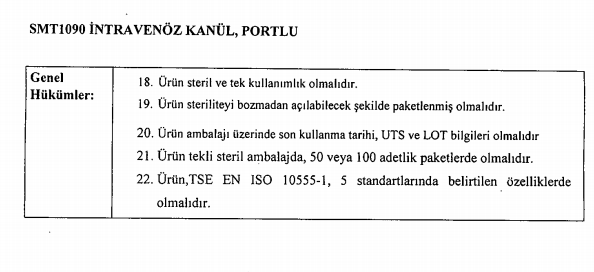 SMT1090 İNTRAVENÖZ KANÜL, PORTLU
Genel
Hükümler:
18. Ürün steril ve tek kullanımlık olmalıdır.
19. Ürün steriliteyi bozmadan açılabilecek şekilde paketlenmiş olmalıdır.
20. Ürün ambalajı üzerinde son kullanma tarihi, UTS ve LOT bilgileri olmalıdır
21. Ürün tekli steril ambalajda, 50 veya 100 adetlik paketlerde olmalıdır.
22. Ürün,TSE EN ISO 10555-1, 5 standartlarında belirtilen özelliklerde
olmalıdır.